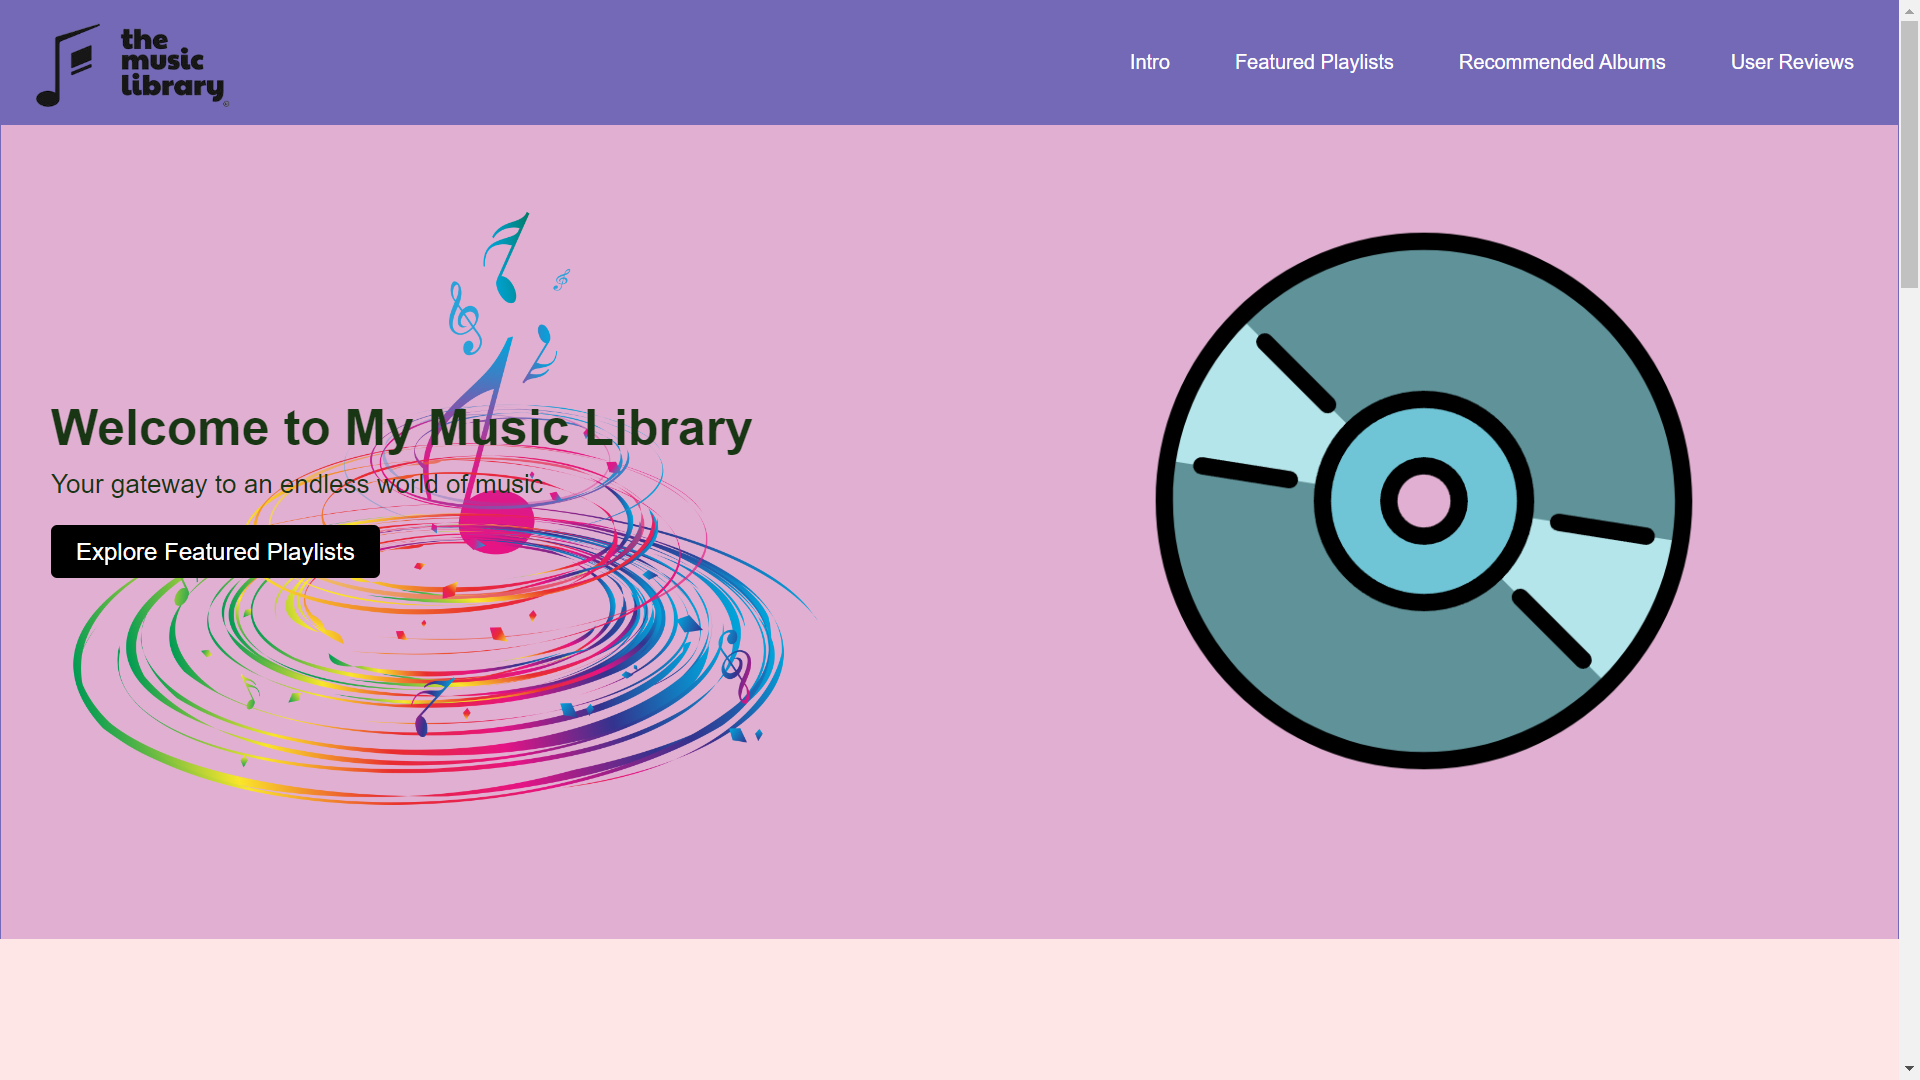 the
music
library
Intro
Featured Playlists
Recommended Albums
User Reviews
Welcome to My Music Library
Your gateway to an endless world of music
Explore Featured Playlists